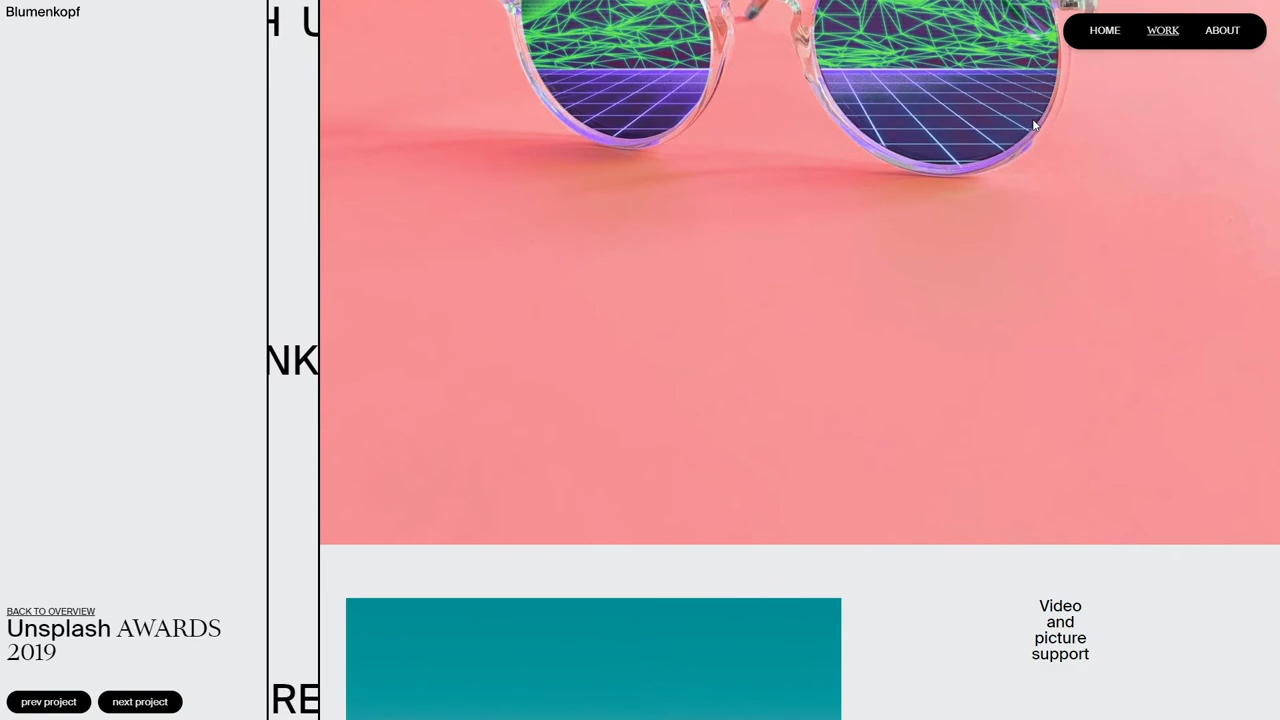 Blumenkopf
HOME WORK ABOUT
BACK TO OVERVIEW
Unsplash AWARDS
2019
prev project next project
H U
NK
RE
Video
and
picture
support